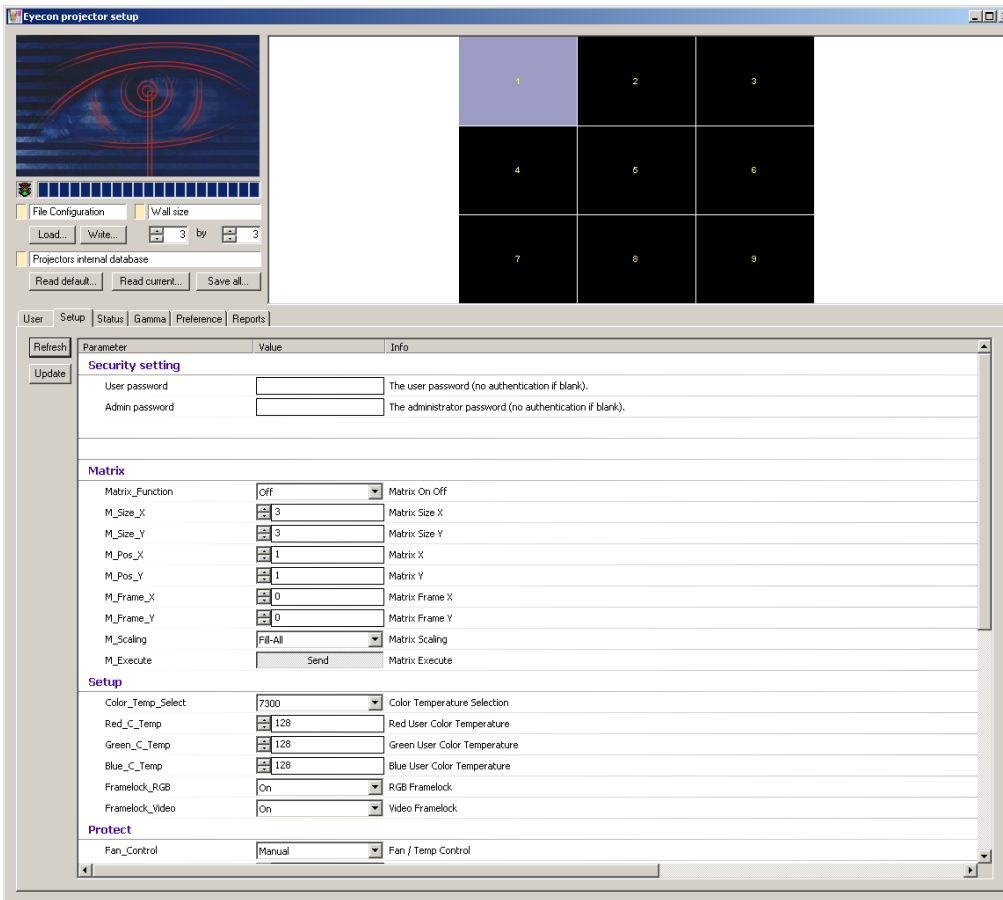 Eyecon projector setup
1 2 3
4 5 6
7 8 9
File Configuration Wall size
Load... Write... 3 by 3
Projectors internal database
Read default... Read current... Save all...
User Setup Status Gamma Preference Reports
Refresh
Update
Parameter Value Info
Security setting
User password The user password (no authentication if blank).
Admin password The administrator password (no authentication if blank).
Matrix
Matrix_Function Off Matrix On Off
M_Size_X 3 Matrix Size X
M_Size_Y 3 Matrix Size Y
M_Pos_X 1 Matrix X
M_Pos_Y 1 Matrix Y
M_Frame_X 0 Matrix Frame X
M_Frame_Y 0 Matrix Frame Y
M_Scaling Fill-All Matrix Scaling
M_Execute Send Matrix Execute
Setup
Color_Temp_Select 7300 Color Temperature Selection
Red_C_Temp 128 Red User Color Temperature
Green_C_Temp 128 Green User Color Temperature
Blue_C_Temp 128 Blue User Color Temperature
Framelock_RGB On RGB Framelock
Framelock_Video On Video Framelock
Protect
Fan_Control Manual Fan / Temp Control